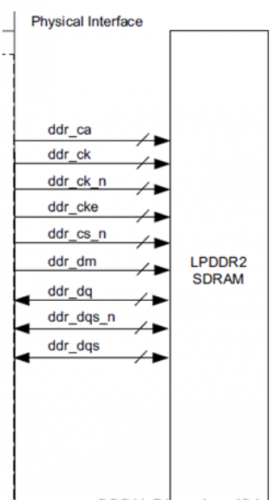 Physical Interface
ddr_ca
ddr_ck
ddr_ck_n
ddr_cke
ddr_cs_n
ddr_dm
ddr_dq
ddr_dqs_n
ddr_dqs
LPDDR2
SDRAM